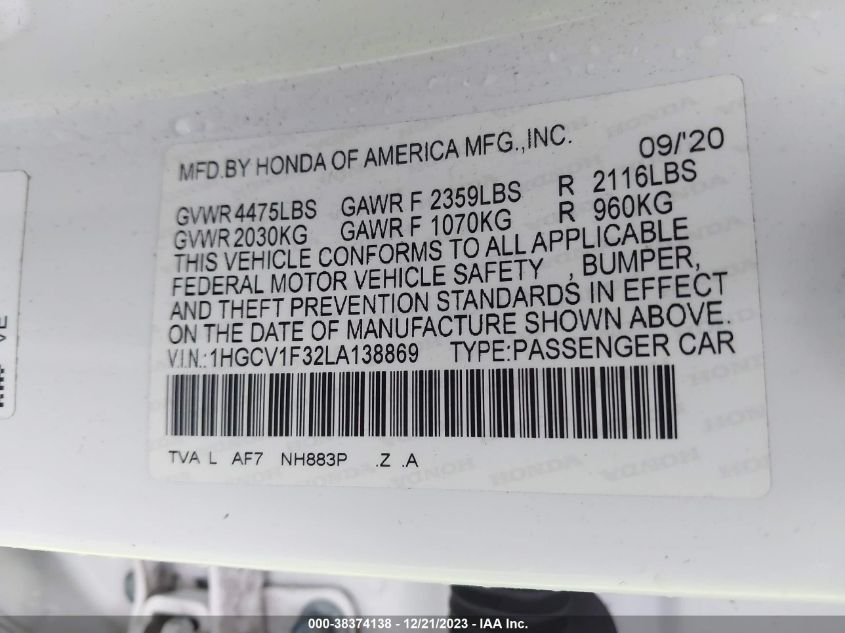 MFD.BY HONDA OF AMERICA MFG.,INC. 09/'20
GVWR 4475LBS GAWR F 2359LBS R 2116LBS
GVWR 2030KG GAWR F 1070KG R 960KG
THIS VEHICLE CONFORMS TO ALL APPLICABLE
FEDERAL MOTOR VEHICLE SAFETY , BUMPER,
AND THEFT PREVENTION STANDARDS IN EFFECT
ON THE DATE OF MANUFACTURE SHOWN ABOVE.
V.I.N.: 1HGCV1F32LA138869 TYPE:PASSENGER CAR
TVA L AF7 NH883P .Z .A
VE
00-38374138 - 12/21/2023 - IAA Inc.